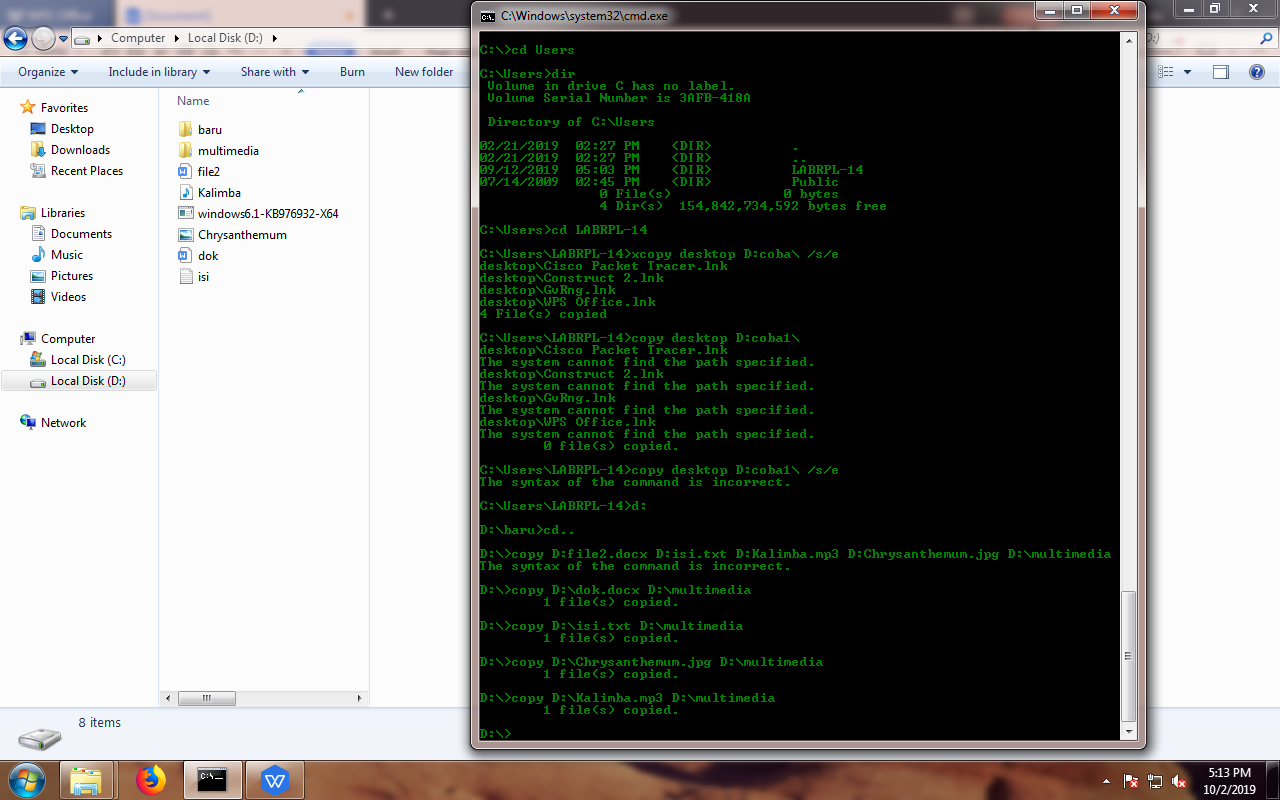 C:\Windows\system32\cmd.exe
Document1
Computer Local Disk (D:)
Organize Include in library Share with Burn New folder
Favorites
Desktop
Downloads
Recent Places
Libraries
Documents
Music
Pictures
Videos
Computer
Local Disk (C:)
Local Disk (D:)
Network
Name
baru
multimedia
file2
Kalimba
windows6.1-KB976932-X64
Chrysanthemum
dok
isi
8 items
C:\>cd Users
C:\Users>dir
Volume in drive C has no label.
Volume Serial Number is 3AFB-418A
Directory of C:\Users
02/21/2019 02:27 PM <DIR> .
02/21/2019 02:27 PM <DIR> ..
09/12/2019 05:03 PM <DIR> LABRPL-14
07/14/2009 02:45 PM <DIR> Public
0 File(s) 0 bytes
4 Dir(s) 154,842,734,592 bytes free
C:\Users>cd LABRPL-14
C:\Users\LABRPL-14>xcopy desktop D:coba\ /s/e
desktop\Cisco Packet Tracer.lnk
desktop\Construct 2.lnk
desktop\GvRng.lnk
desktop\WPS Office.lnk
4 File(s) copied
C:\Users\LABRPL-14>copy desktop D:coba1\
desktop\Cisco Packet Tracer.lnk
The system cannot find the path specified.
desktop\Construct 2.lnk
The system cannot find the path specified.
desktop\GvRng.lnk
The system cannot find the path specified.
desktop\WPS Office.lnk
The system cannot find the path specified.
0 file(s) copied.
C:\Users\LABRPL-14>copy desktop D:coba1\ /s/e
The syntax of the command is incorrect.
C:\Users\LABRPL-14>d:
D:\baru>cd..
D:\>copy D:file2.docx D:isi.txt D:Kalimba.mp3 D:Chrysanthemum.jpg D:\multimedia
The syntax of the command is incorrect.
D:\>copy D:\dok.docx D:\multimedia
1 file(s) copied.
D:\>copy D:\isi.txt D:\multimedia
1 file(s) copied.
D:\>copy D:\Chrysanthemum.jpg D:\multimedia
1 file(s) copied.
D:\>copy D:\Kalimba.mp3 D:\multimedia
1 file(s) copied.
D:\>
5:13 PM
10/2/2019